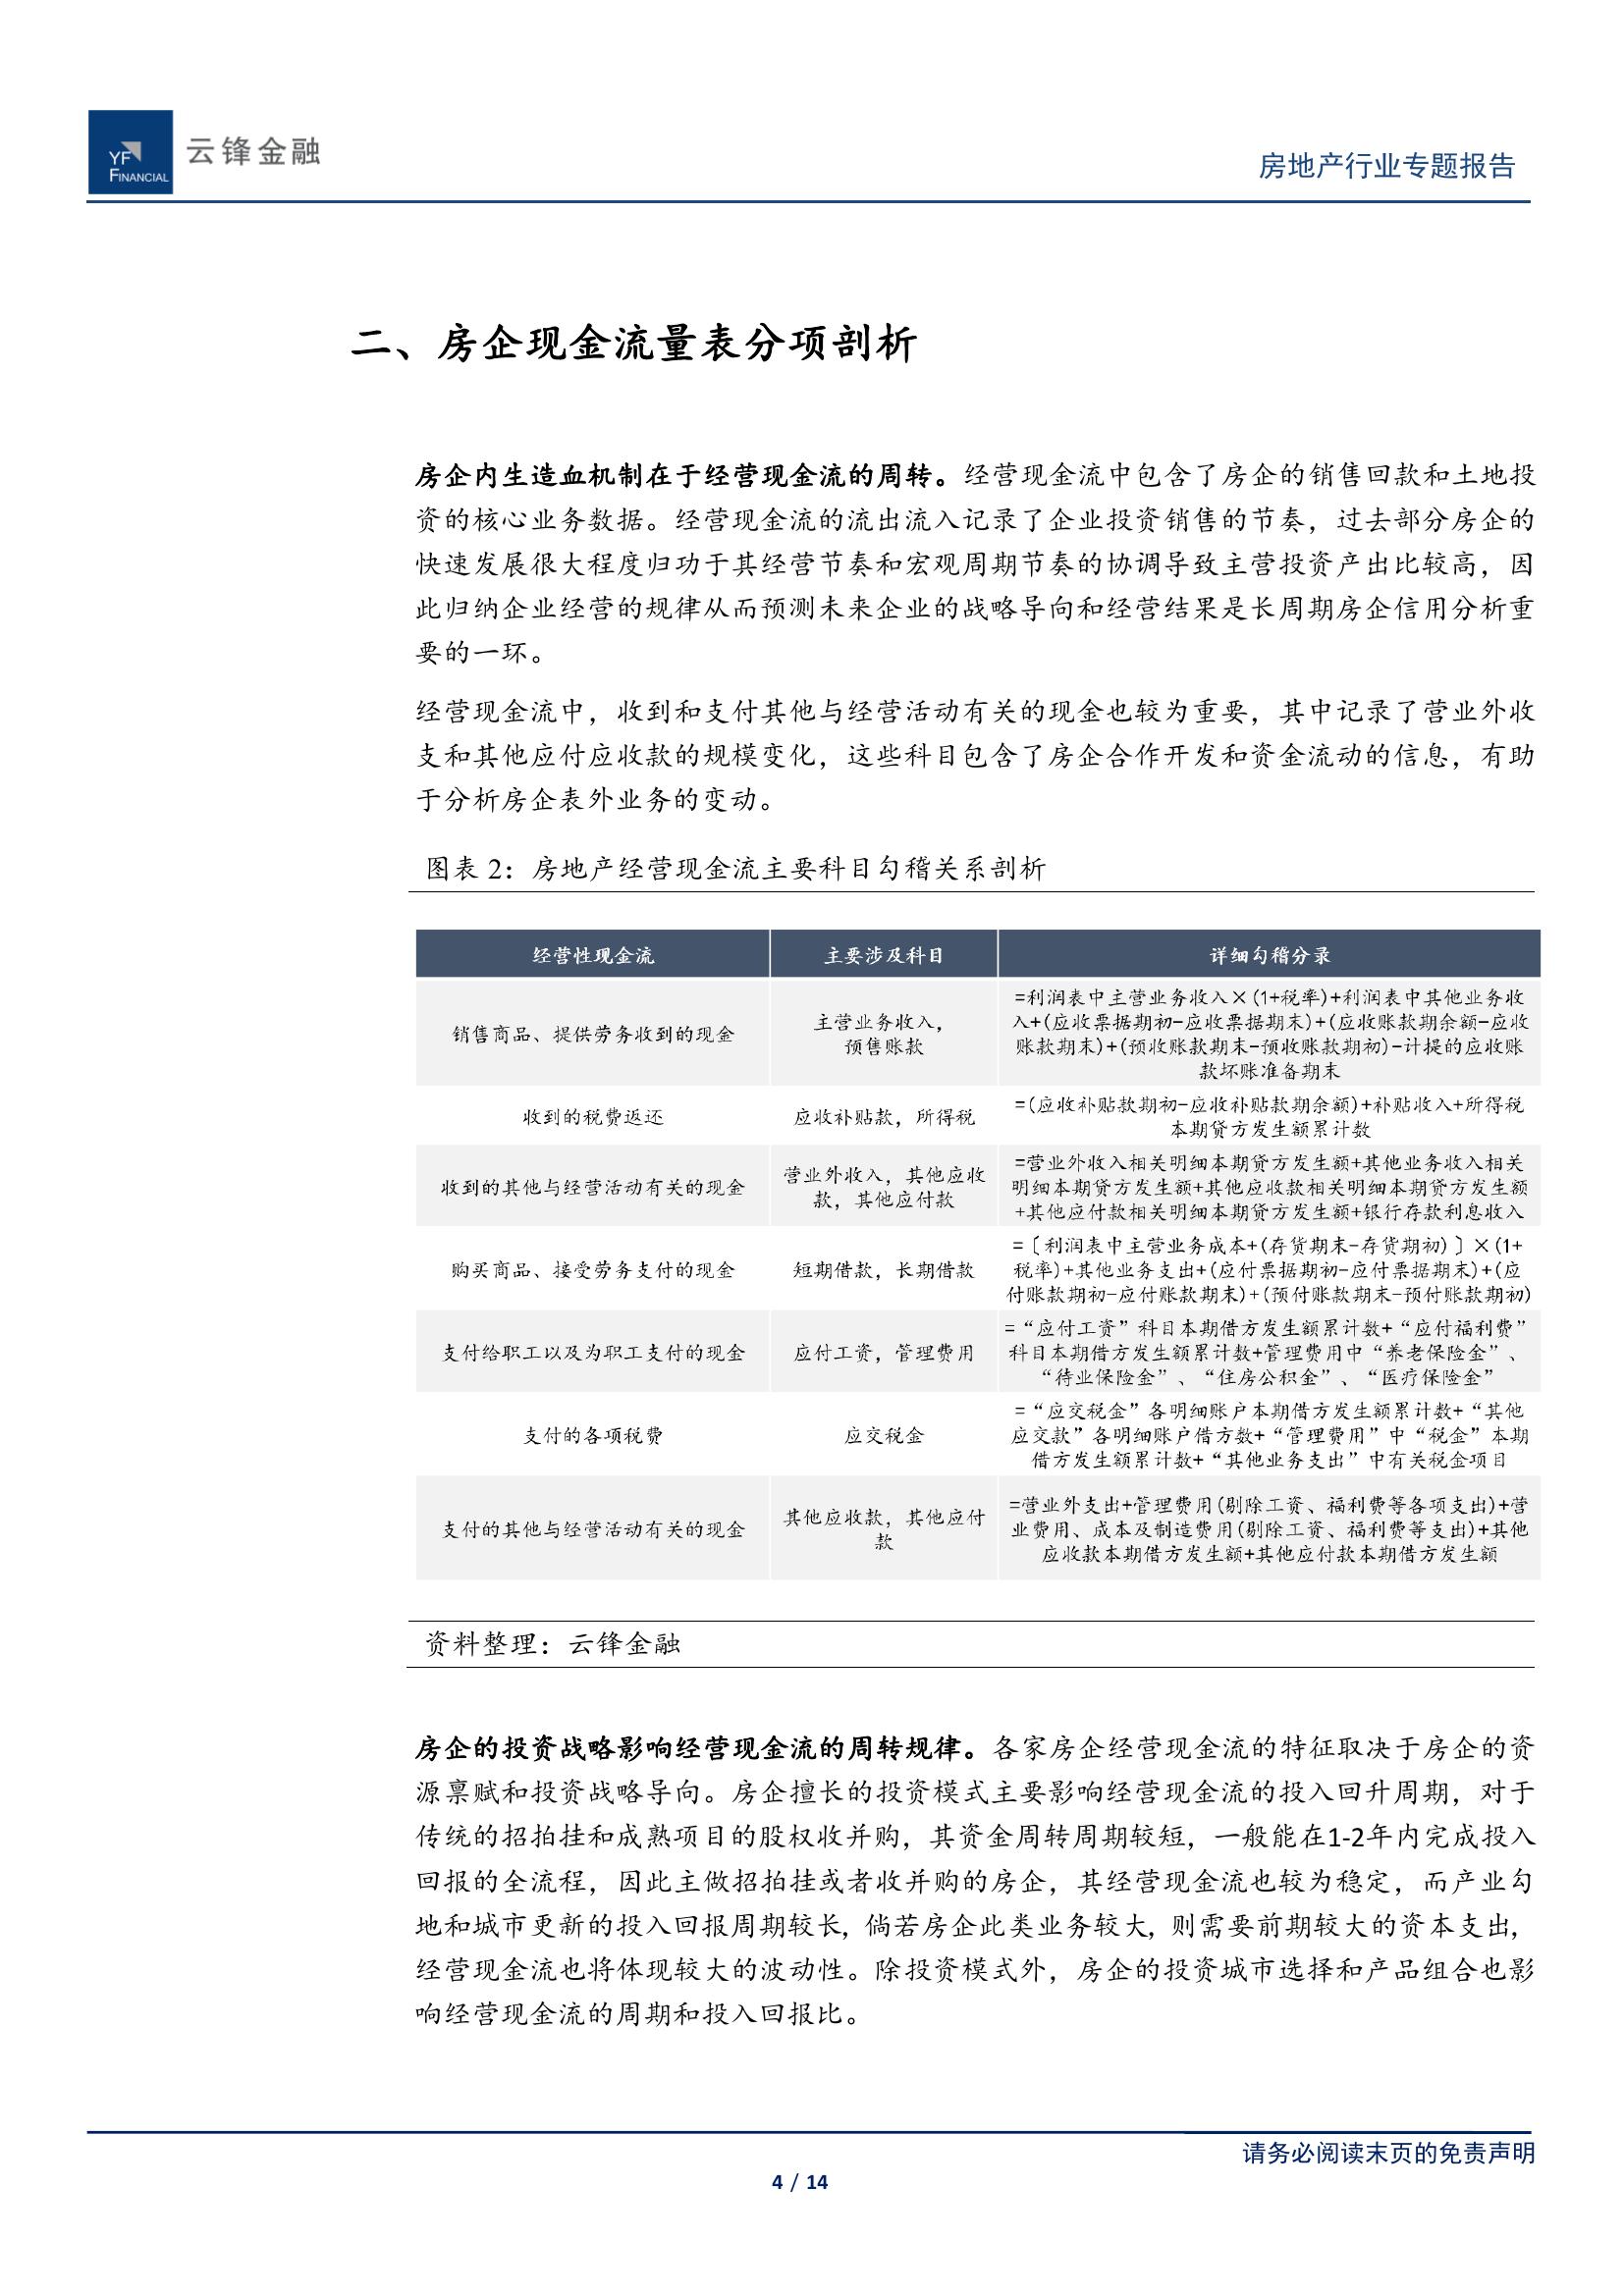 YF
FINANCIAL
云锋金融
房地产行业专题报告
二、房企现金流量表分项剖析
房企内生造血机制在于经营现金流的周转。经营现金流中包含了房企的销售回款和土地投
资的核心业务数据。经营现金流的流出流入记录了企业投资销售的节奏，过去部分房企的
快速发展很大程度归功于其经营节奏和宏观周期节奏的协调导致主营投资产出比较高，因
此归纳企业经营的规律从而预测未来企业的战略导向和经营结果是长周期房企信用分析重
要的一环。
经营现金流中，收到和支付其他与经营活动有关的现金也较为重要，其中记录了营业外收
支和其他应付应收款的规模变化，这些科目包含了房企合作开发和资金流动的信息，有助
于分析房企表外业务的变动。
图表 2：房地产经营现金流主要科目勾稽关系剖析
经营性现金流 主要涉及科目 详细勾稽分录
销售商品、提供劳务收到的现金
主营业务收入，
预售账款
=利润表中主营业务收入×(1+税率)+利润表中其他业务收
入+(应收票据期初-应收票据期末)+(应收账款期余额-应收
账款期末)+(预收账款期末-预收账款期初)-计提的应收账
款坏账准备期末
收到的税费返还
应收补贴款，所得税
=(应收补贴款期初-应收补贴款期余额)+补贴收入+所得税
本期贷方发生额累计数
收到的其他与经营活动有关的现金
营业外收入，其他应收
款，其他应付款
=营业外收入相关明细本期贷方发生额+其他业务收入相关
明细本期贷方发生额+其他应收款相关明细本期贷方发生额
+其他应付款相关明细本期贷方发生额+银行存款利息收入
购买商品、接受劳务支付的现金
短期借款，长期借款
=〔利润表中主营业务成本+(存货期末-存货期初)〕×(1+
税率)+其他业务支出+(应付票据期初-应付票据期末)+(应
付账款期初-应付账款期末)+(预付账款期末-预付账款期初)
支付给职工以及为职工支付的现金
应付工资，管理费用
=“应付工资”科目本期借方发生额累计数+“应付福利费”
科目本期借方发生额累计数+管理费用中“养老保险金”、
“待业保险金”、“住房公积金”、“医疗保险金”
支付的各项税费
应交税金
=“应交税金”各明细账户本期借方发生额累计数+“其他
应交款”各明细账户借方数+“管理费用”中“税金”本期
借方发生额累计数+“其他业务支出”中有关税金项目
支付的其他与经营活动有关的现金
其他应收款，其他应付
款
=营业外支出+管理费用(剔除工资、福利费等各项支出)+营
业费用、成本及制造费用(剔除工资、福利费等支出)+其他
应收款本期借方发生额+其他应付款本期借方发生额
资料整理：云锋金融
房企的投资战略影响经营现金流的周转规律。各家房企经营现金流的特征取决于房企的资
源禀赋和投资战略导向。房企擅长的投资模式主要影响经营现金流的投入回升周期，对于
传统的招拍挂和成熟项目的股权收并购，其资金周转周期较短，一般能在1-2年内完成投入
回报的全流程，因此主做招拍挂或者收并购的房企，其经营现金流也较为稳定，而产业勾
地和城市更新的投入回报周期较长，倘若房企此类业务较大，则需要前期较大的资本支出，
经营现金流也将体现较大的波动性。除投资模式外，房企的投资城市选择和产品组合也影
响经营现金流的周期和投入回报比。
请务必阅读末页的免责声明
4 / 14